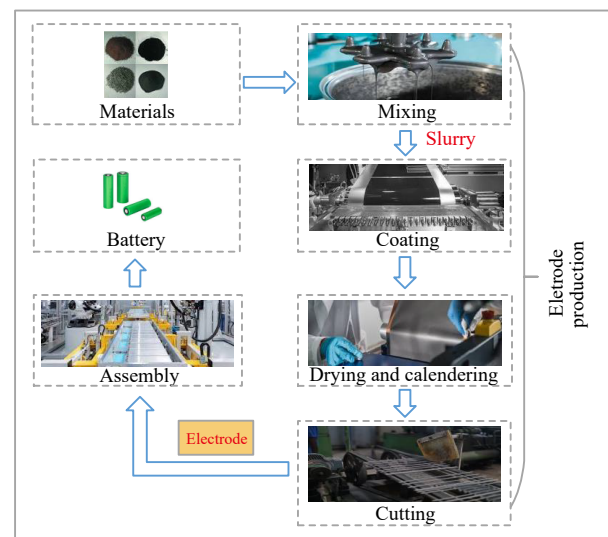 Materials
Mixing
Slurry
Coating
Drying and calendering
Cutting
Eletrode
production
Electrode
Assembly
Battery